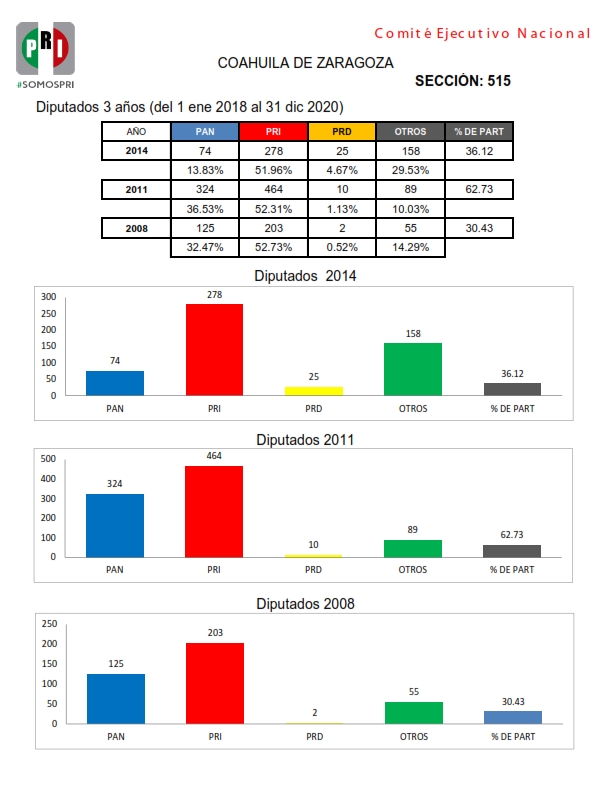 Comité Ejecutivo Nacional
PRI
#SOMOSPRI
COAHUILA DE ZARAGOZA
SECCIÓN: 515
Diputados 3 años (del 1 ene 2018 al 31 dic 2020)
AÑO PAN PRI PRD OTROS % DE PART
2014 74 278 25 158 36.12
13.83% 51.96% 4.67% 29.53%
2011 324 464 10 89 62.73
36.53% 52.31% 1.13% 10.03%
2008 125 203 2 55 30.43
32.47% 52.73% 0.52% 14.29%
Diputados 2014
300
250
200
150
100
50
0
74 278 25 158 36.12
PAN PRI PRD OTROS % DE PART
Diputados 2011
500
400
300
200
100
0
324 464 10 89 62.73
PAN PRI PRD OTROS % DE PART
Diputados 2008
250
200
150
100
50
0
125 203 2 55 30.43
PAN PRI PRD OTROS % DE PART